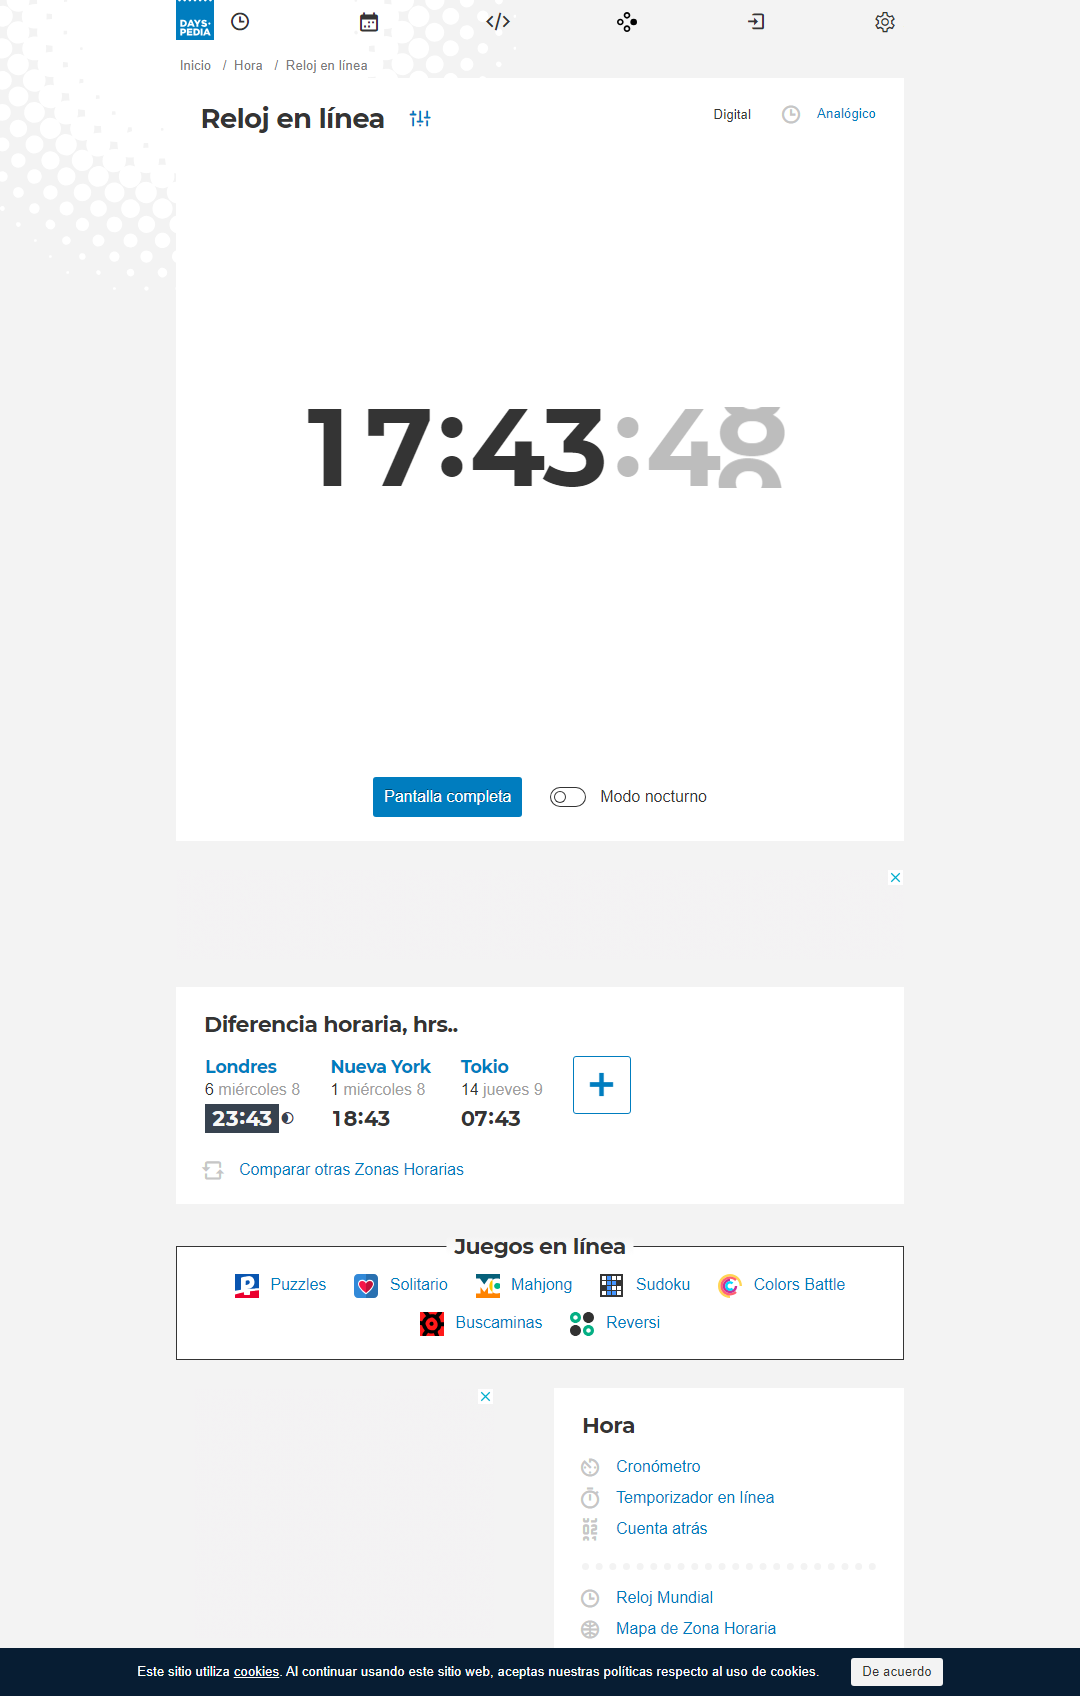 DAYS•
PEDIA
Inicio / Hora / Reloj en línea
Reloj en línea
Digital
Analógico
17:43:48
Pantalla completa
Modo nocturno
Diferencia horaria, hrs..
Londres
6 miércoles 8
23:43
Nueva York
1 miércoles 8
18:43
Tokio
14 jueves 9
07:43
Comparar otras Zonas Horarias
Juegos en línea
Puzzles Solitario Mahjong Sudoku Colors Battle
Buscaminas Reversi
Hora
Cronómetro
Temporizador en línea
Cuenta atrás
Reloj Mundial
Mapa de Zona Horaria
Este sitio utiliza cookies. Al continuar usando este sitio web, aceptas nuestras políticas respecto al uso de cookies.
De acuerdo